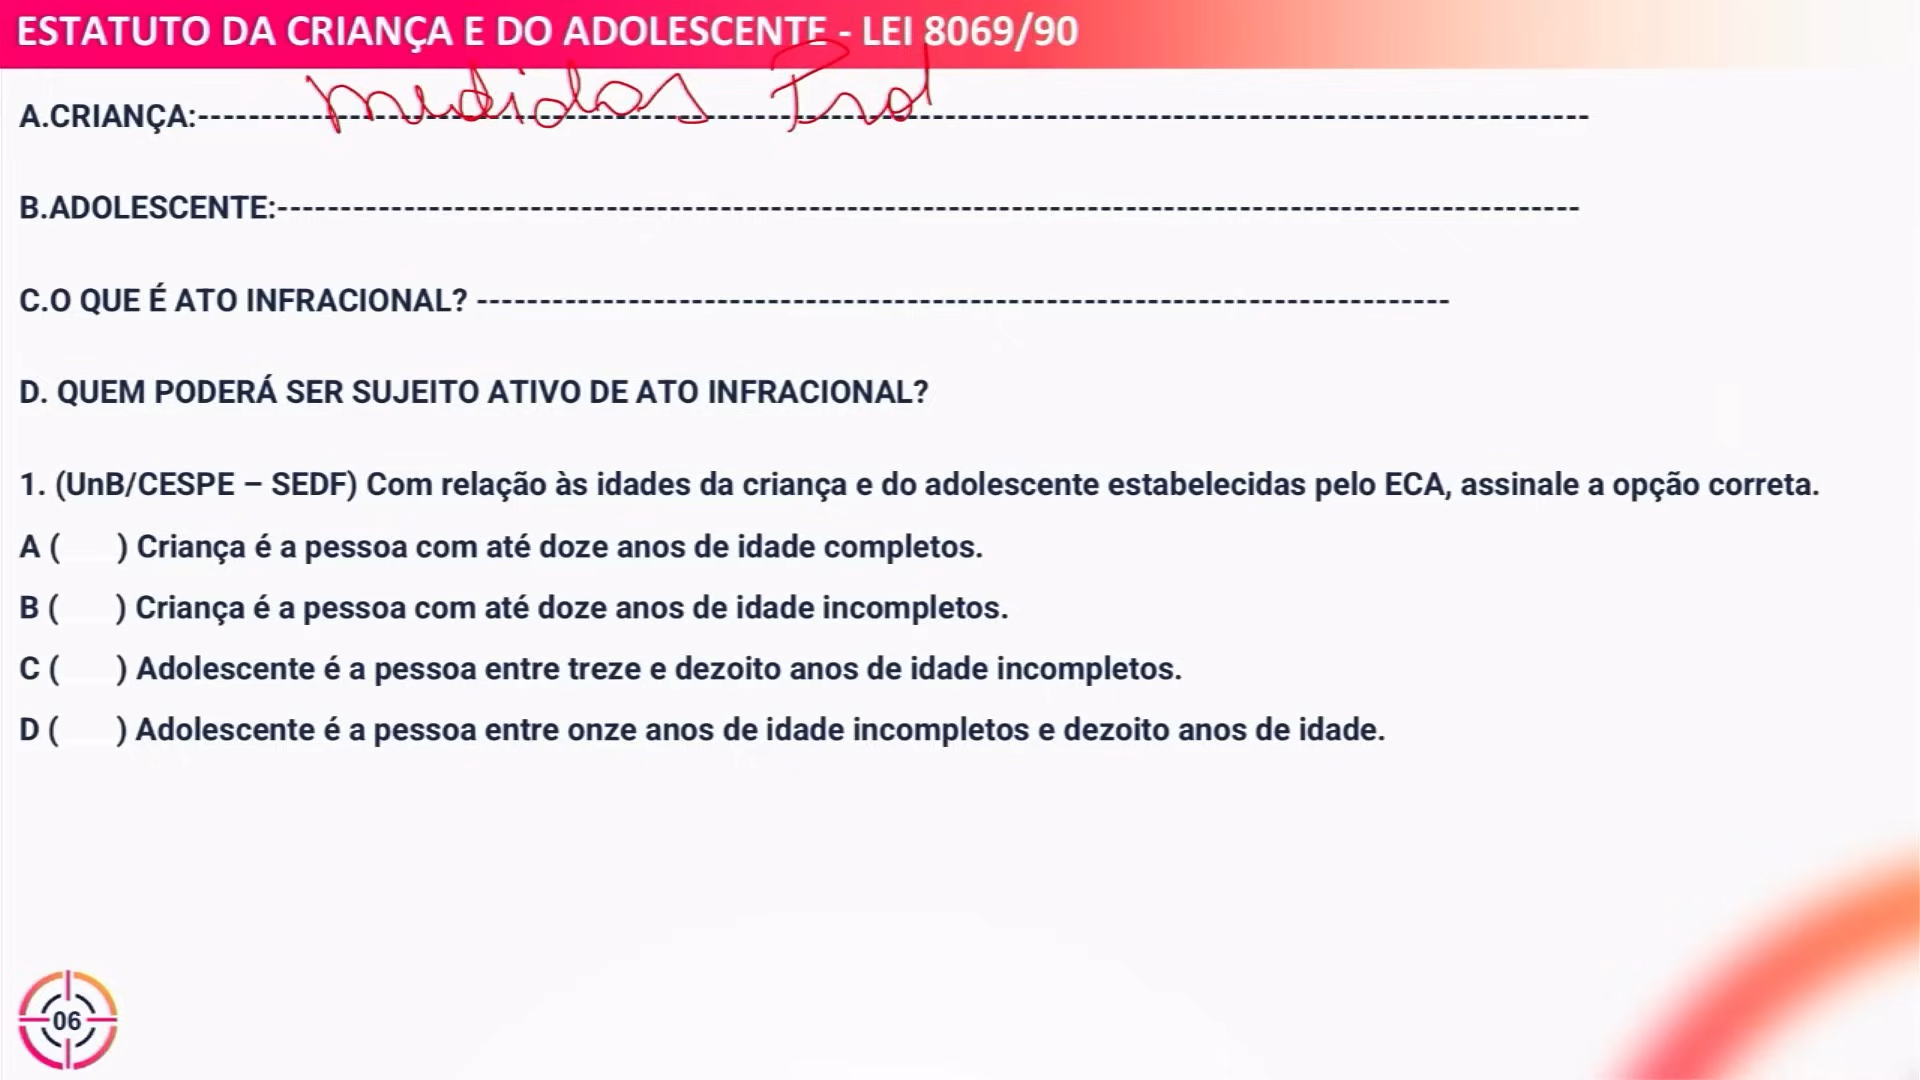 ESTATUTO DA CRIANÇA E DO ADOLESCENTE - LEI 8069/90
medidas
A.CRIANÇA:--------------------------------------------------------------------------------------------------------------
B.ADOLESCENTE:-------------------------------------------------------------------------------------------------------
C.O QUE É ATO INFRACIONAL? -----------------------------------------------------------------------------
D. QUEM PODERÁ SER SUJEITO ATIVO DE ATO INFRACIONAL?
1. (UnB/CESPE – SEDF) Com relação às idades da criança e do adolescente estabelecidas pelo ECA, assinale a opção correta.
A ( ) Criança é a pessoa com até doze anos de idade completos.
B ( ) Criança é a pessoa com até doze anos de idade incompletos.
C ( ) Adolescente é a pessoa entre treze e dezoito anos de idade incompletos.
D ( ) Adolescente é a pessoa entre onze anos de idade incompletos e dezoito anos de idade.
06